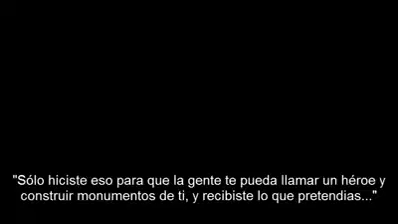 "Sólo hiciste eso para que la gente te pueda llamar un héroe y
construir monumentos de ti, y recibiste lo que pretendias..."